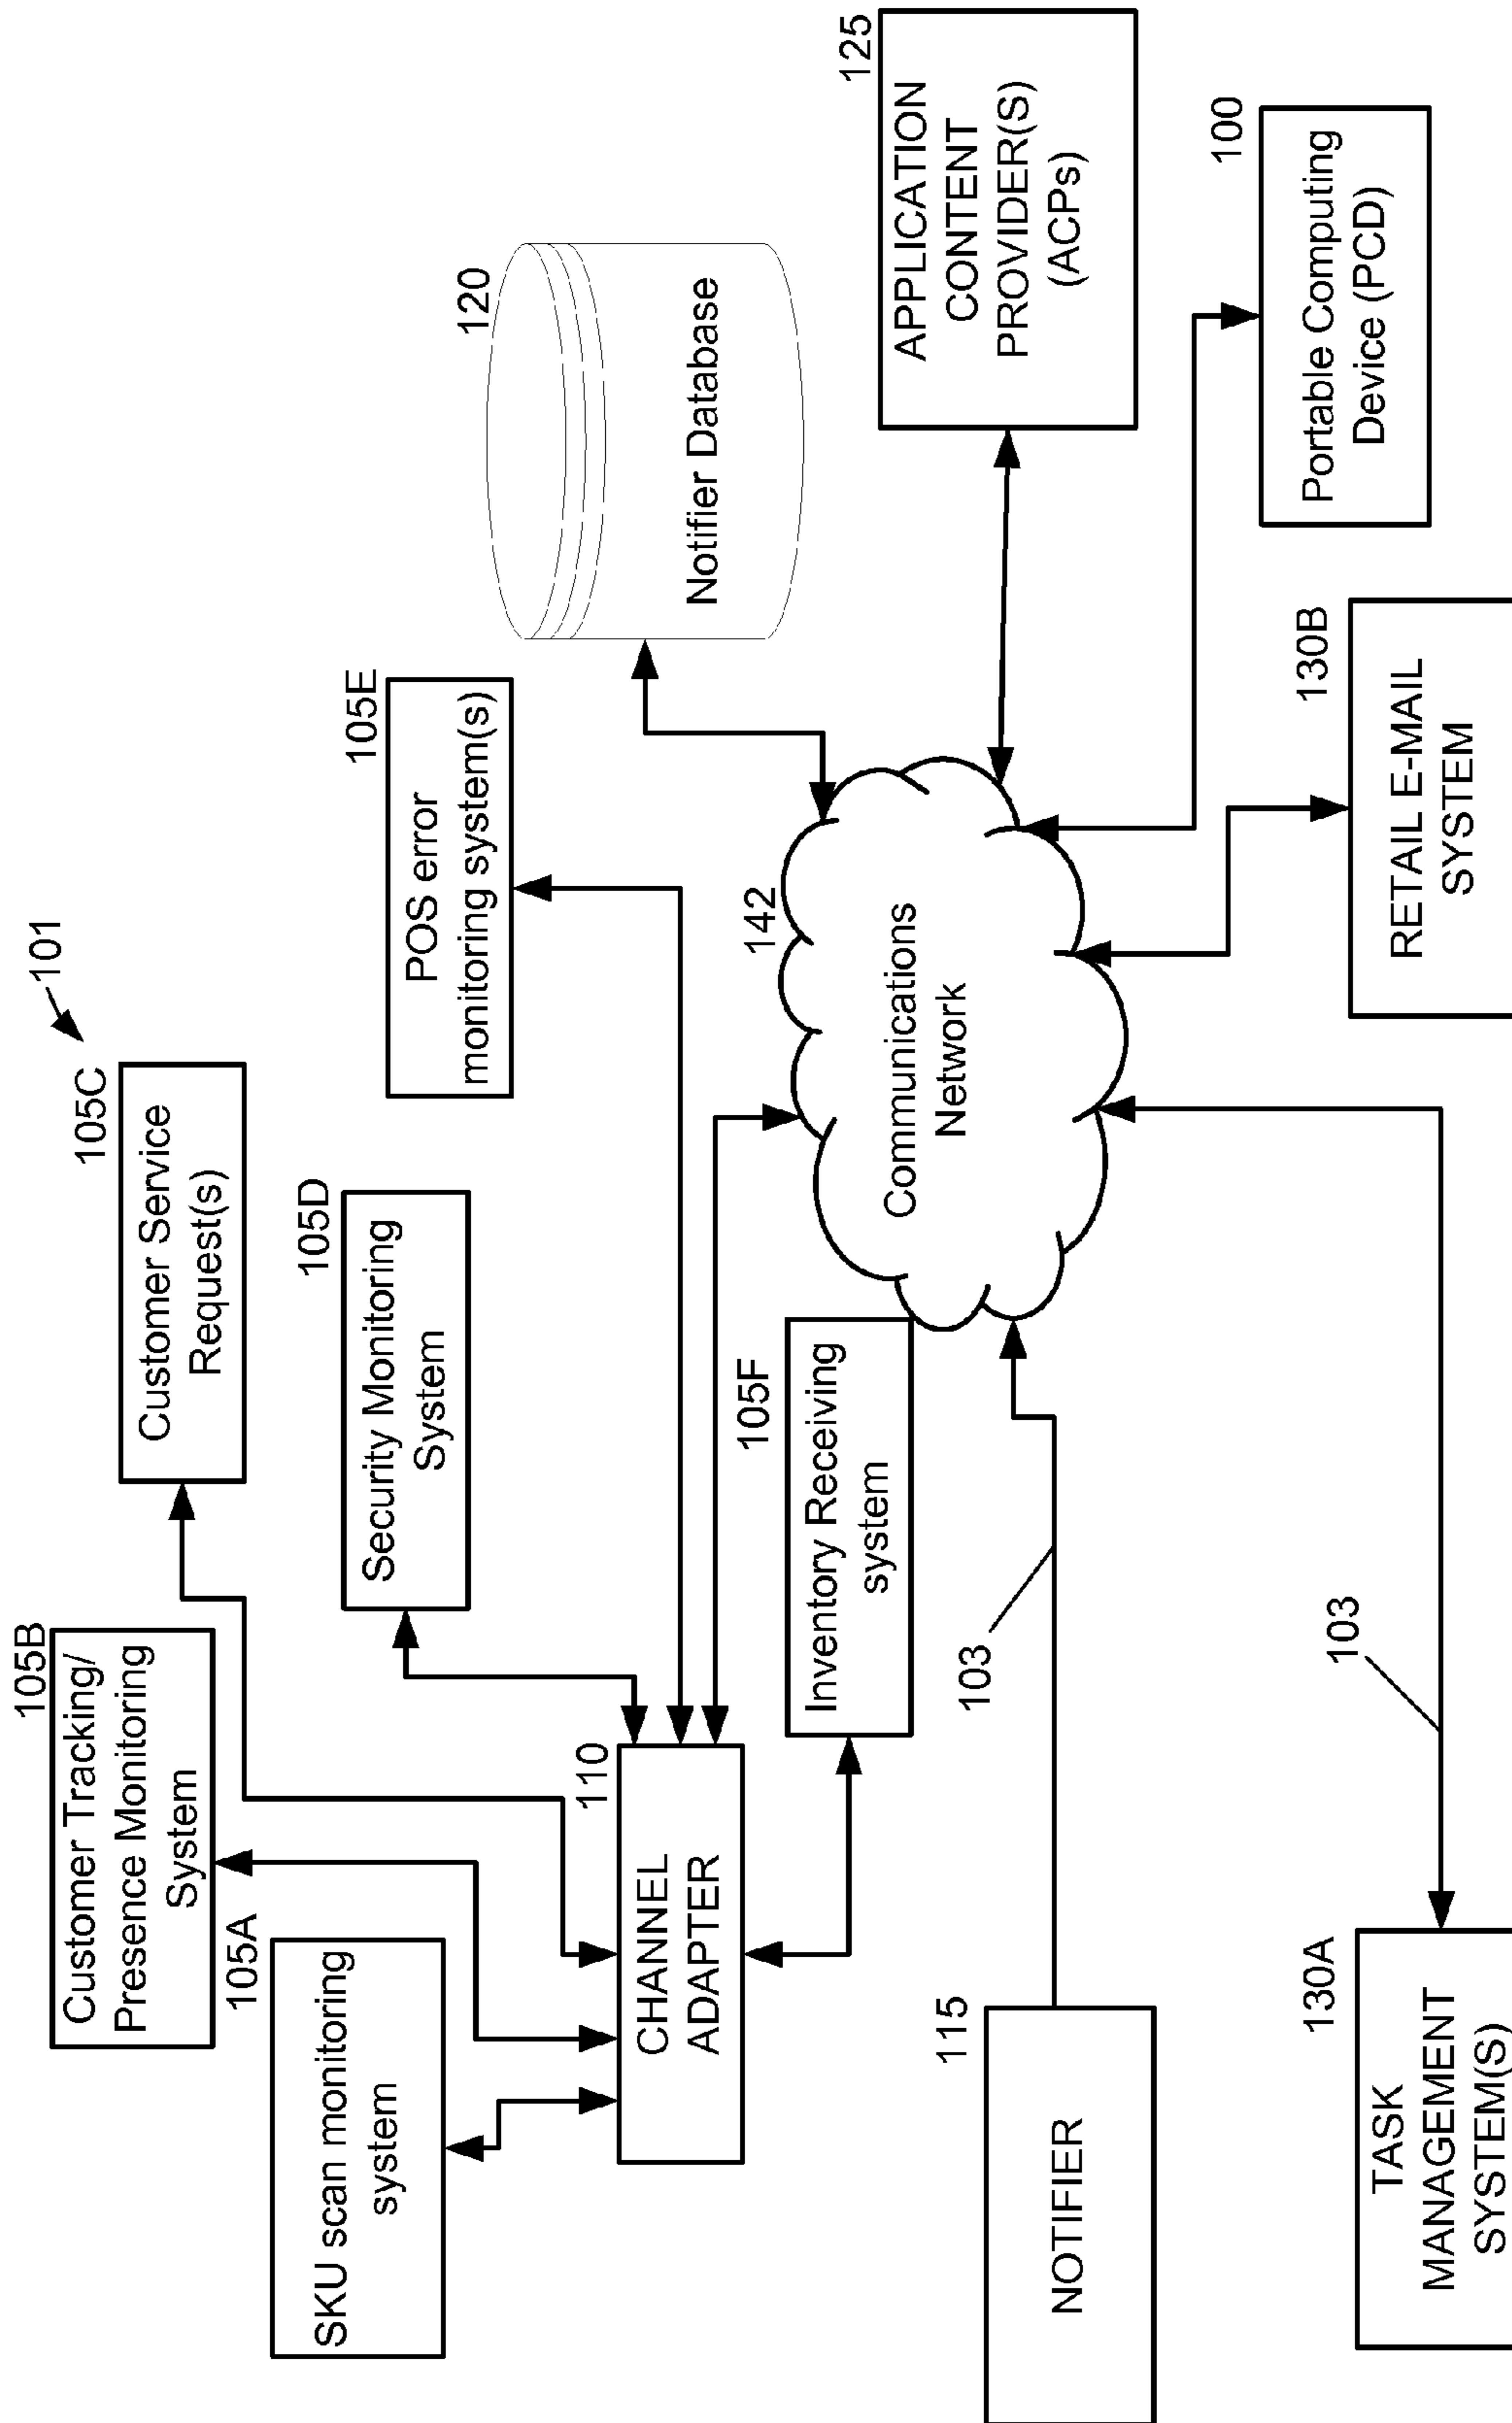 101
105B
Customer Tracking/
Presence Monitoring
System
105C
Customer Service
Request(s)
105A
SKU scan monitoring
system
105D
Security Monitoring
System
105E
POS error
monitoring system(s)
120
Notifier Database
110
CHANNEL
ADAPTER
105F
Inventory Receiving
system
142
Communications
Network
125
APPLICATION
CONTENT
PROVIDER(S)
(ACPs)
115
NOTIFIER
103
100
Portable Computing
Device (PCD)
130A
TASK
MANAGEMENT
SYSTEM(S)
103
130B
RETAIL E-MAIL
SYSTEM